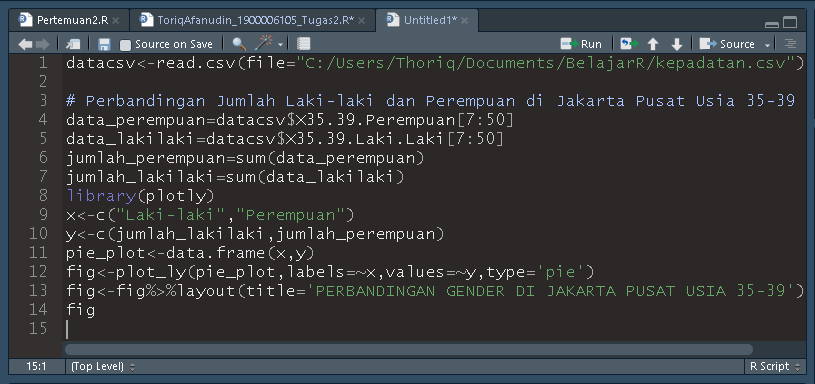 Pertemuan2.R ToriqAfanudin_1900006105_Tugas2.R* Untitled1*
Source on Save Run Source
1 datacsv<-read.csv(file="C:/Users/Thoriq/Documents/BelajarR/kepadatan.csv")
2
3 # Perbandingan Jumlah Laki-laki dan Perempuan di Jakarta Pusat Usia 35-39
4 data_perempuan=datacsv$X35.39.Perempuan[7:50]
5 data_lakilaki=datacsv$X35.39.Laki.Laki[7:50]
6 jumlah_perempuan=sum(data_perempuan)
7 jumlah_lakilaki=sum(data_lakilaki)
8 library(plotly)
9 x<-c("Laki-laki","Perempuan")
10 y<-c(jumlah_lakilaki,jumlah_perempuan)
11 pie_plot<-data.frame(x,y)
12 fig<-plot_ly(pie_plot,labels=~x,values=~y,type='pie')
13 fig<-fig%>%layout(title='PERBANDINGAN GENDER DI JAKARTA PUSAT USIA 35-39')
14 fig
15
15:1 (Top Level) R Script